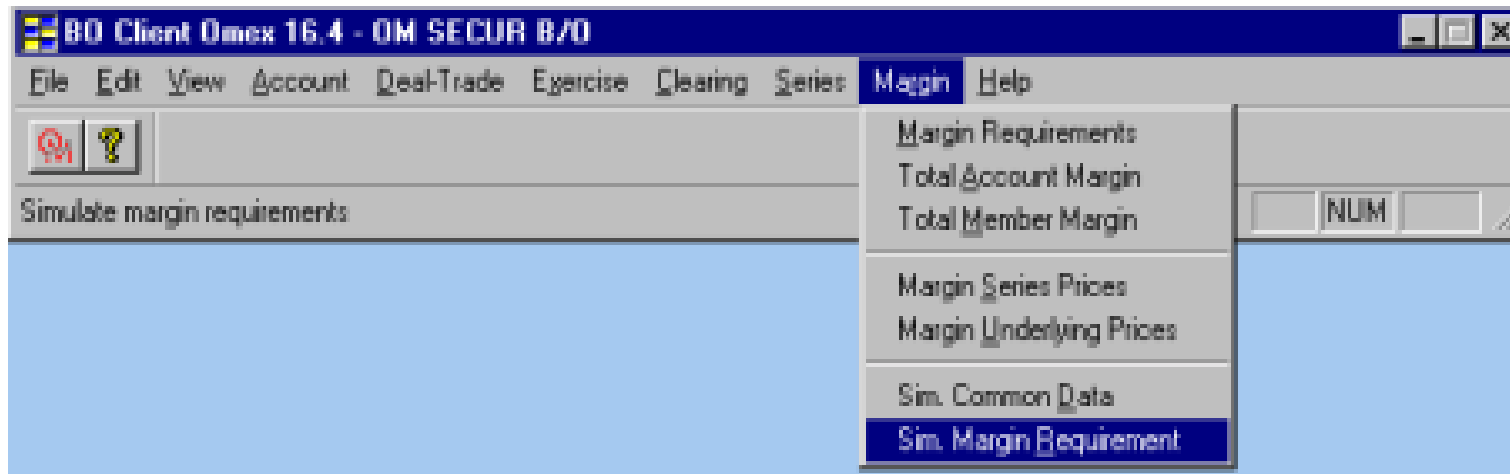 BO Client Omex 16.4 - OM SECUR B/O
File Edit View Account Deal-Trade Exercise Clearing Series Margin Help
OM ?
Margin Requirements
Total Account Margin
Total Member Margin
Simulate margin requirements
NUM
Margin Series Prices
Margin Underlying Prices
Sim. Common Data
Sim. Margin Requirement